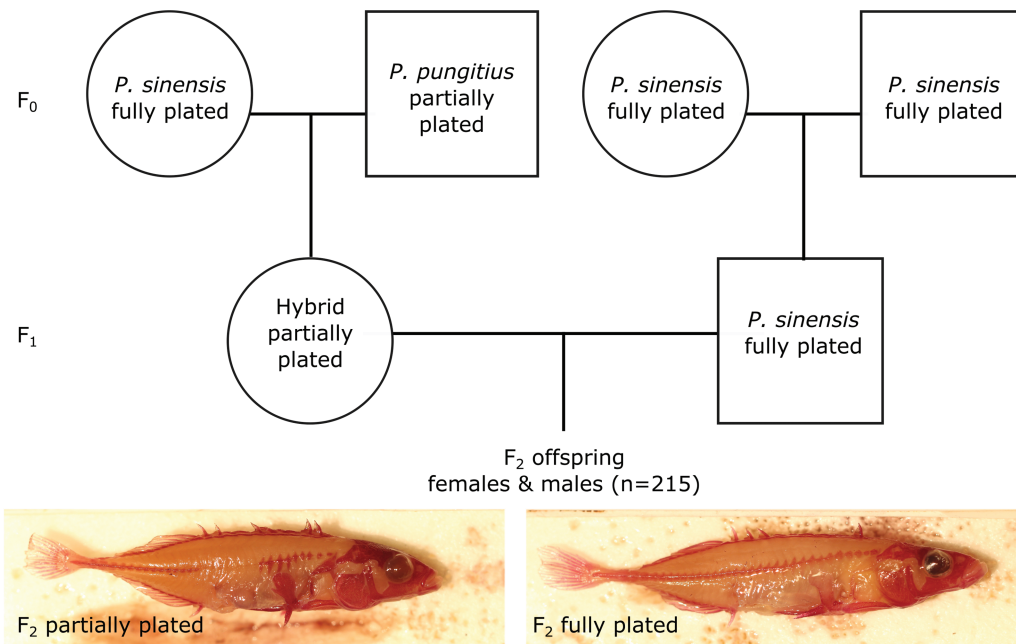 F₀
P. sinensis
fully plated
P. pungitius
partially
plated
P. sinensis
fully plated
P. sinensis
fully plated
F₁
Hybrid
partially
plated
P. sinensis
fully plated
F₂ offspring
females & males (n=215)
F₂ partially plated
F₂ fully plated